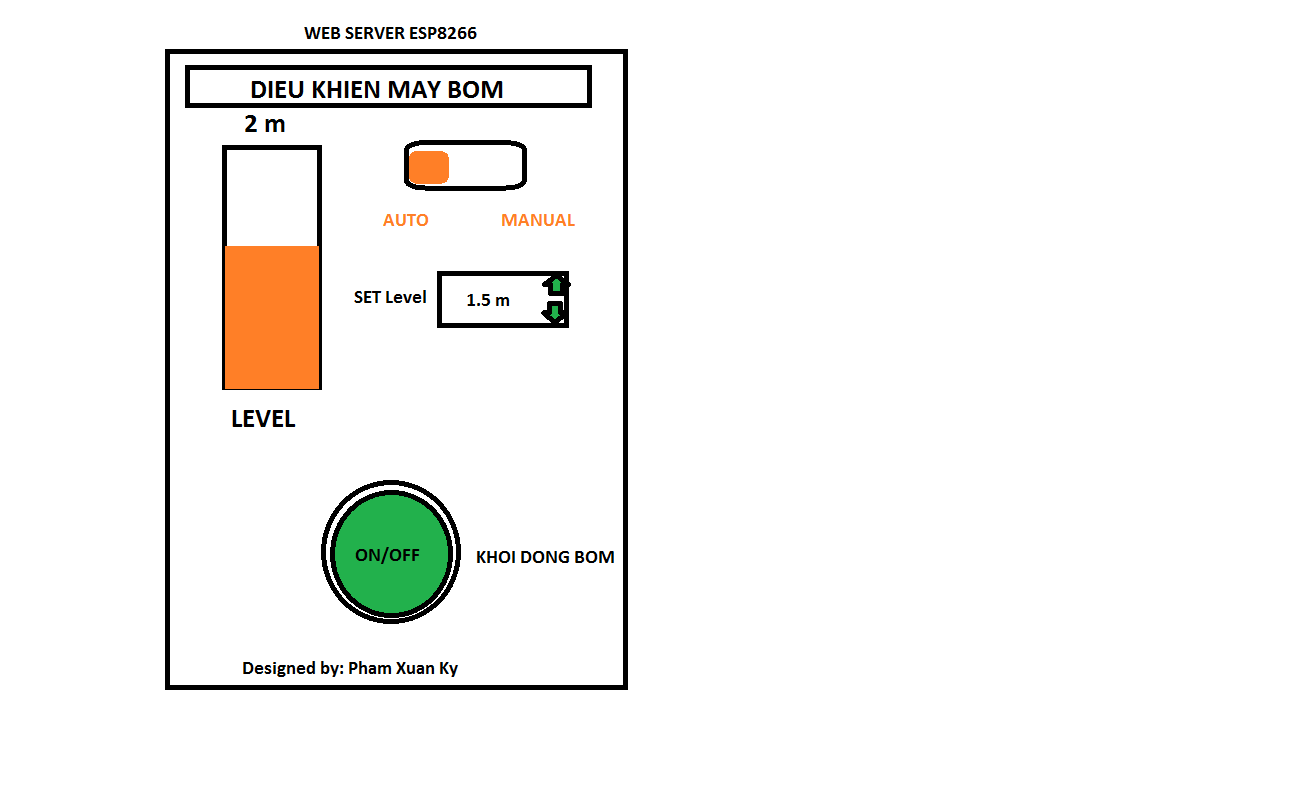 WEB SERVER ESP8266
DIEU KHIEN MAY BOM
2 m
AUTO
MANUAL
SET Level
1.5 m
LEVEL
ON/OFF
KHOI DONG BOM
Designed by: Pham Xuan Ky